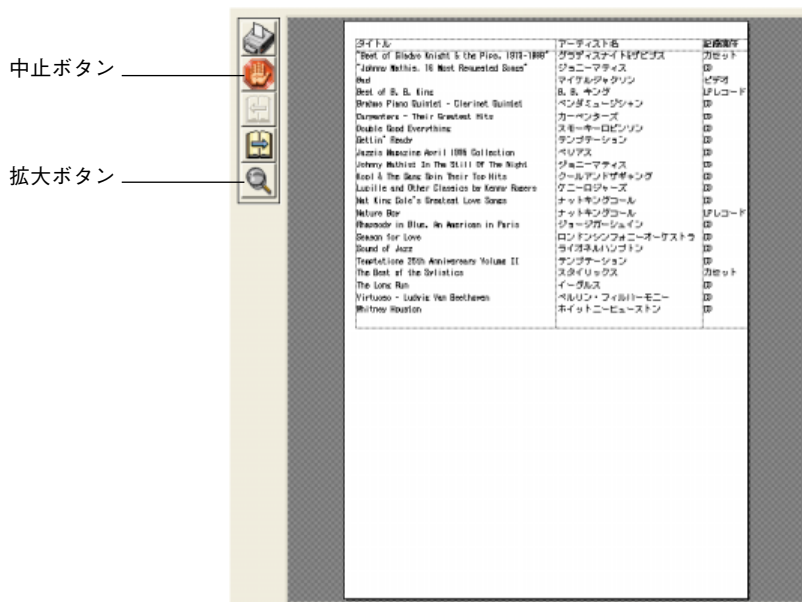 中止ボタン
拡大ボタン
タイトル アーティスト名 記録媒体
"Best of Gladys Knight & the Pips, 1973-1988" グラディスナイト&ザピプス カセット
"Johnny Mathis, 16 Most Requested Songs" ジョニーマティス CD
Bad マイケルジャクソン ビデオ
Best of B. B. King B. B. キング LPレコード
Brahms Piano Quintet - Clarinet Quintet ベンダミュージシャン CD
Carpenters - Their Greatest Hits カーペンターズ CD
Double Good Everything スモーキーロビンソン CD
Gettin' Ready テンプテーション CD
Jazziz Magazine April 1996 Collection ベリアス CD
Johnny Mathist In The Still Of The Night ジョニーマティス CD
Kool & The Gang Spin Their Top Hits クールアンドザギャング CD
Lucille and Other Classics by Kenny Rogers ケニーロジャーズ CD
Nat King Cole's Greatest Love Songs ナットキングコール CD
Nature Boy ナットキングコール LPレコード
Rhapsody in Blue, An American in Paris ジョージガーシュイン CD
Season for Love ロンドンシンフォニーオーケストラ CD
Sound of Jazz ライオネルハンプトン CD
Temptations 25th Anniversary Volume II テンプテーション CD
The Best of the Sylistics スタイリックス カセット
The Long Run イーグルス CD
Virtuoso - Ludvig Van Beethoven ベルリン・フィルハーモニー CD
Whitney Houston ホイットニーヒューストン CD